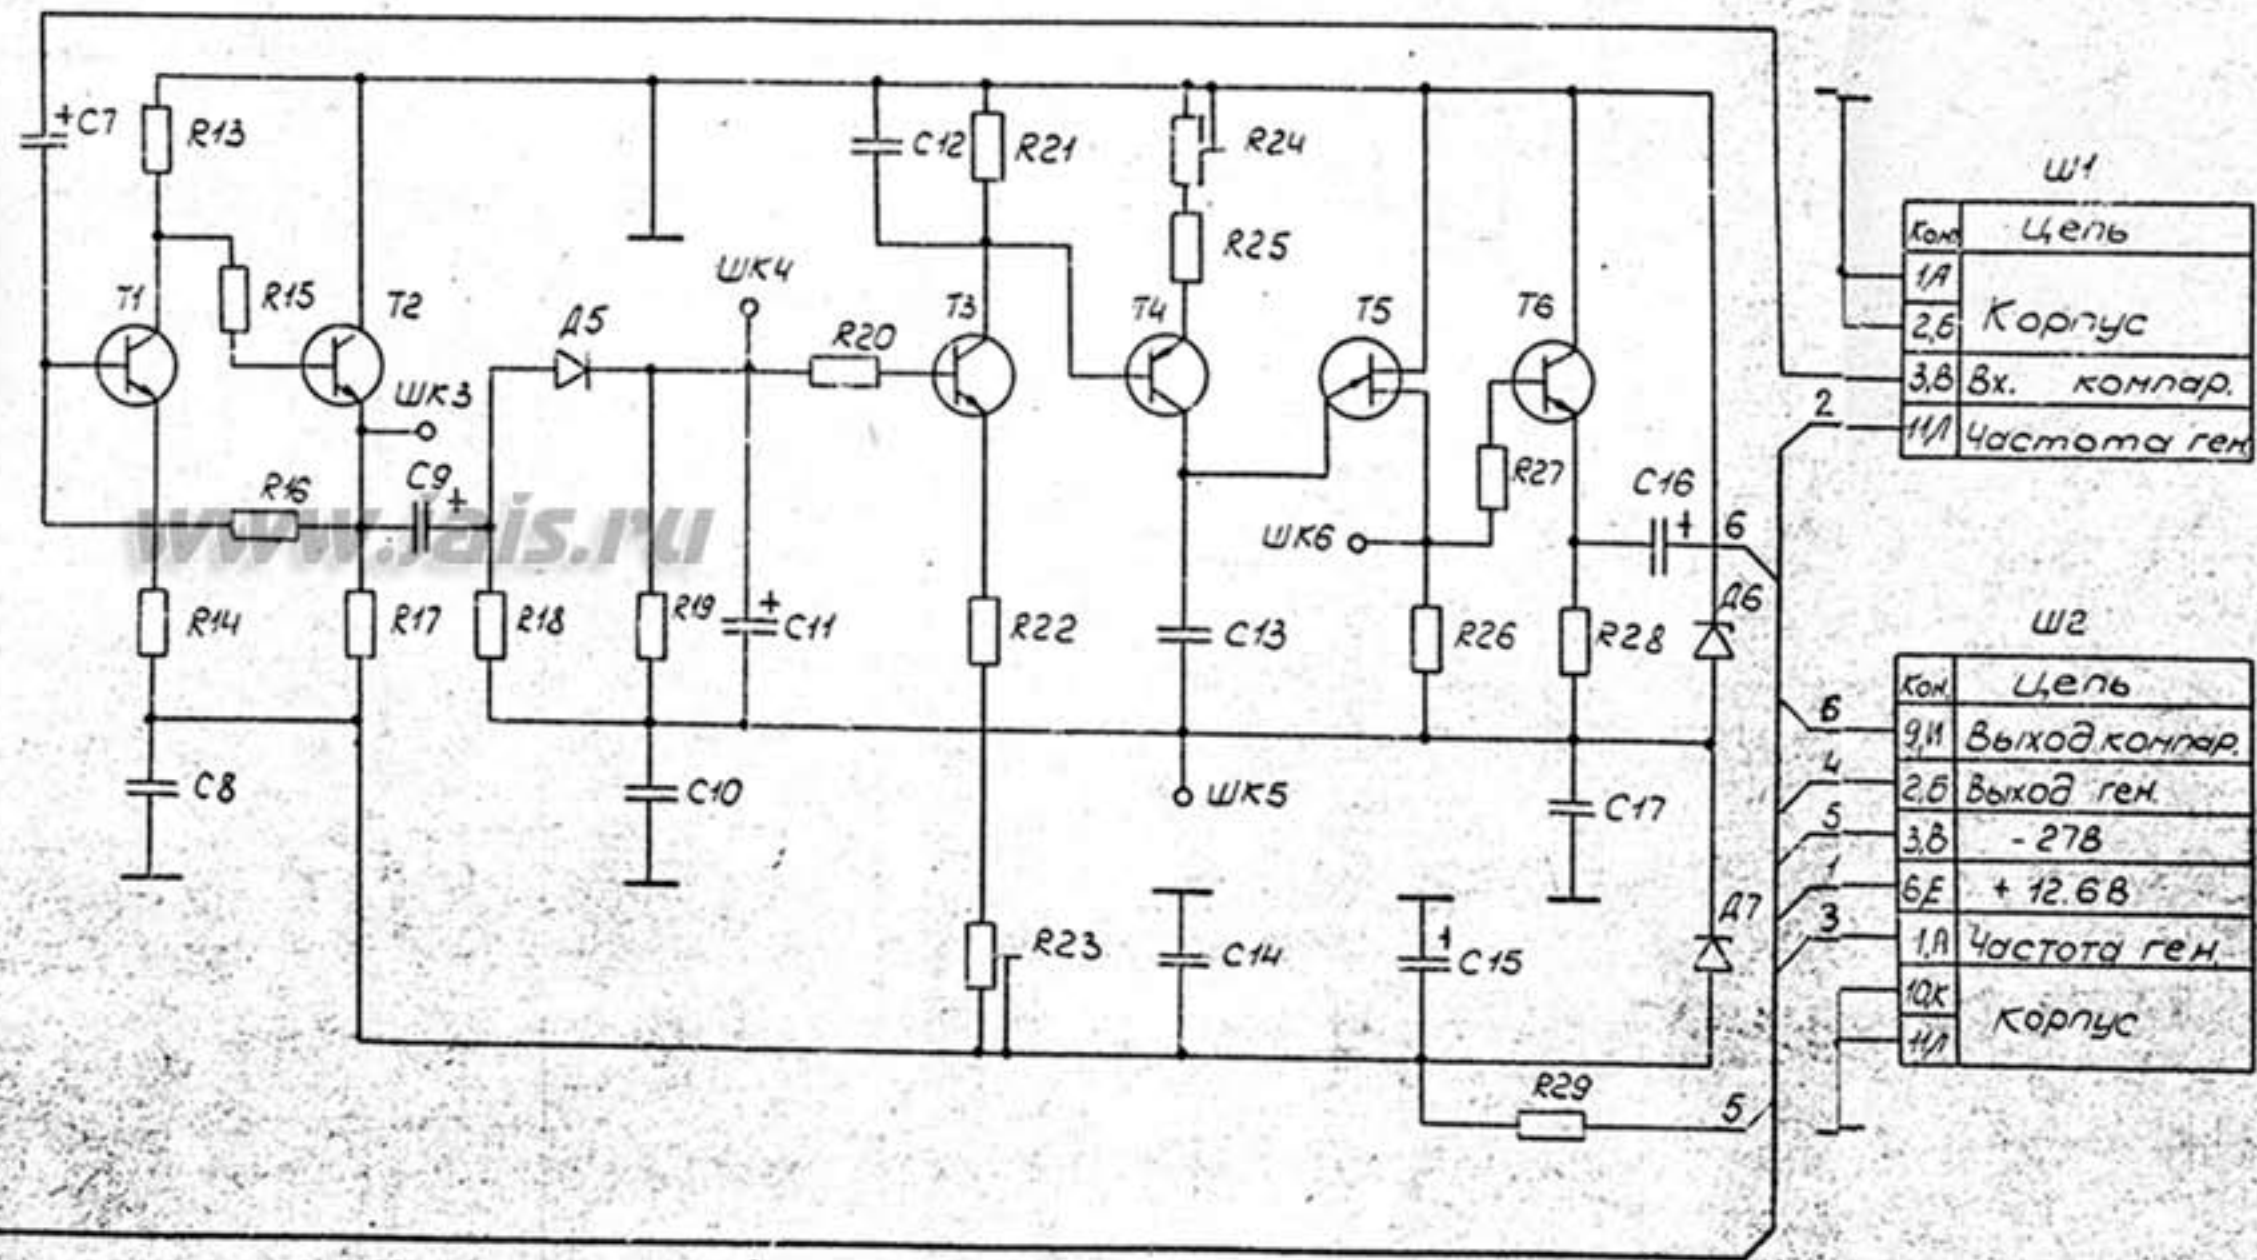 + C7
R13
C12
R21
R24
R25
T1
R15
T2
ШК3
Д5
ШК4
R20
T3
T4
T5
T6
R16
C9
+
www.jais.ru
ШК6
R27
C16
+
6
R14
R17
R18
R19
+
C11
R22
C13
R26
R28
Д6
C8
C10
ШК5
C17
R23
C14
+
C15
Д7
R29
5
Ш1
Кон Цепь
1А Корпус
2,Б
3,В Вх. компар.
2 11Л Частота ген
Ш2
Кон. Цепь
6 9,И Выход компар.
4 2,Б Выход ген.
5 3,В - 27В
1 6,Е + 12.6В
3 1,А Частота ген.
10,К корпус
11Л